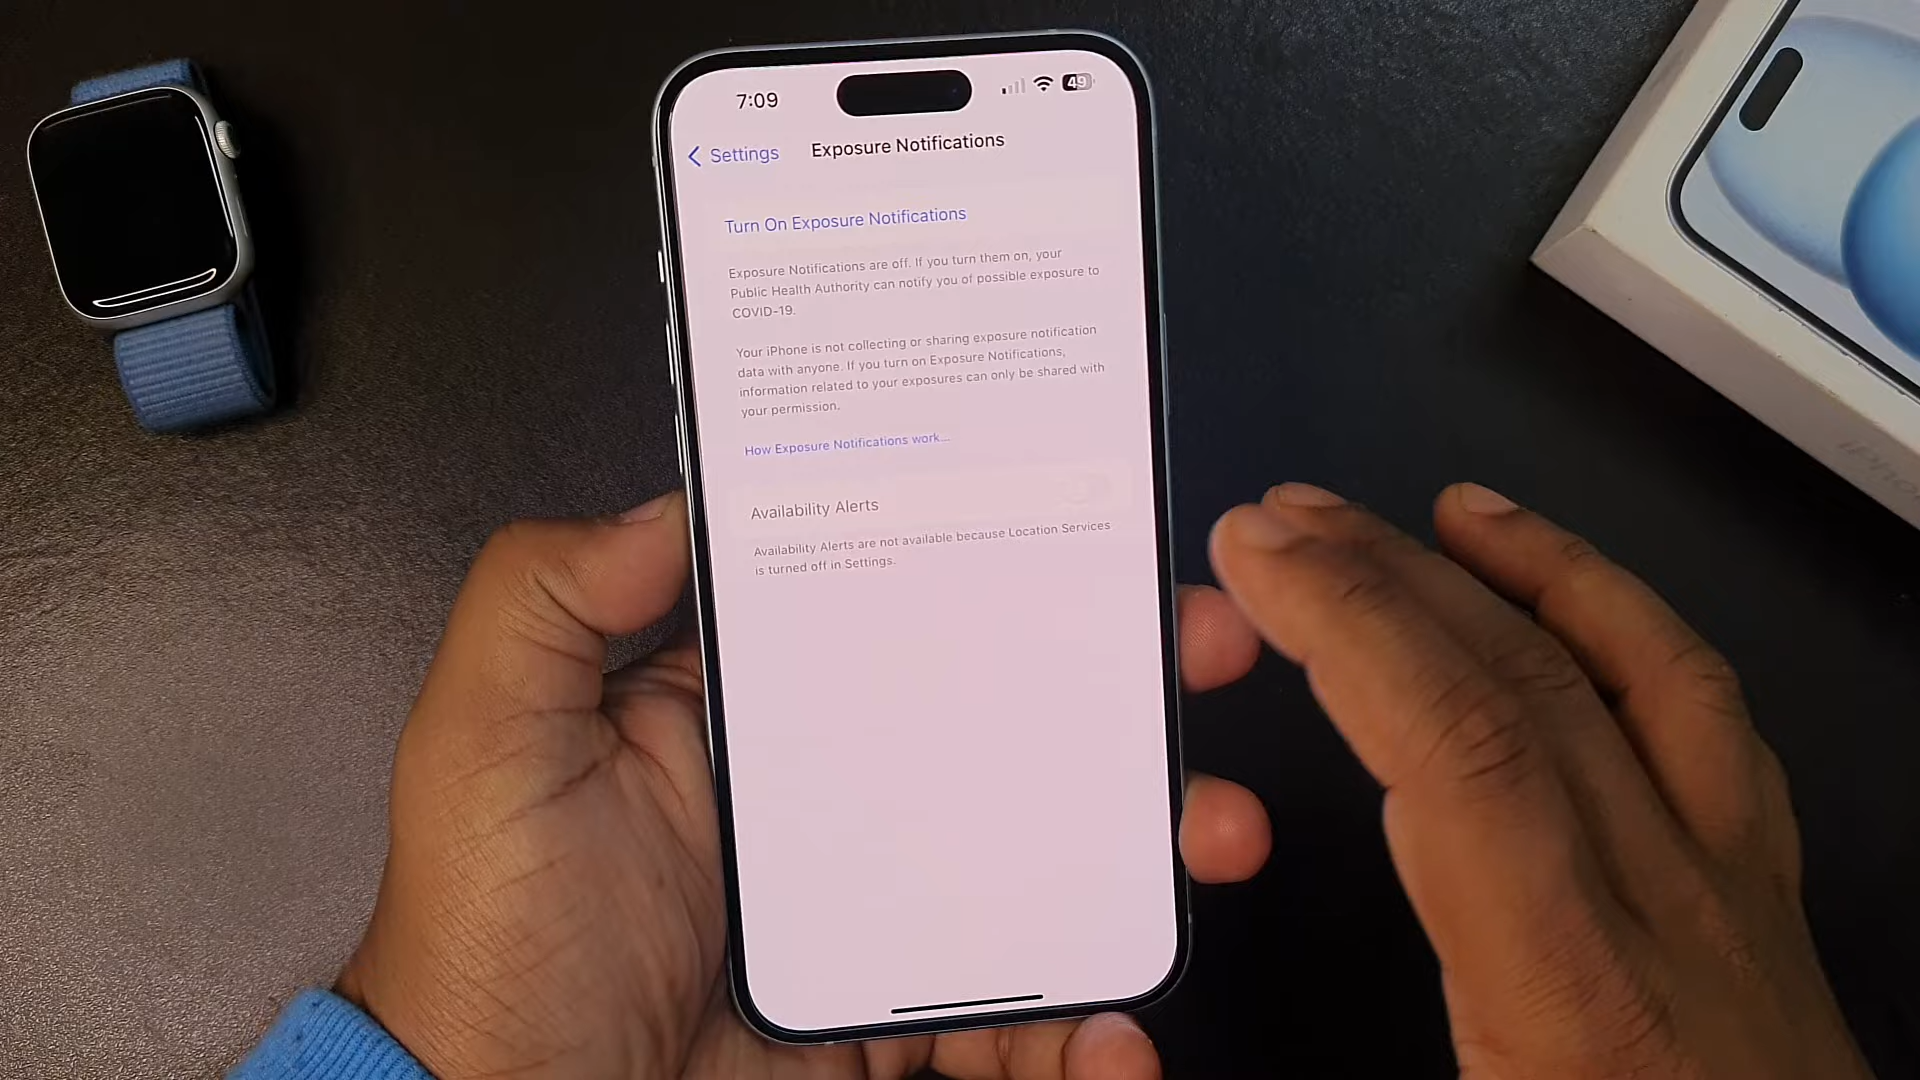 7:09
49
Settings
Exposure Notifications
Turn On Exposure Notifications
Exposure Notifications are off. If you turn them on, your
Public Health Authority can notify you of possible exposure to
COVID-19.
Your iPhone is not collecting or sharing exposure notification
data with anyone. If you turn on Exposure Notifications,
information related to your exposures can only be shared with
your permission.
How Exposure Notifications work...
Availability Alerts
Availability Alerts are not available because Location Services
is turned off in Settings.